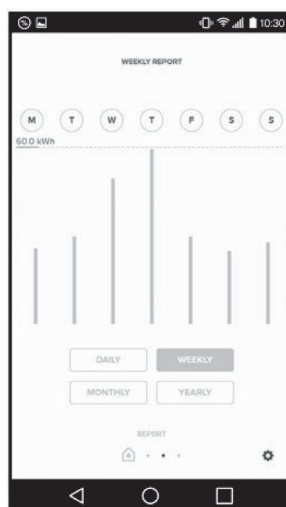 10:30
WEEKLY REPORT
M T W T F S S
60.0 kWh
DAILY WEEKLY
MONTHLY YEARLY
REPORT